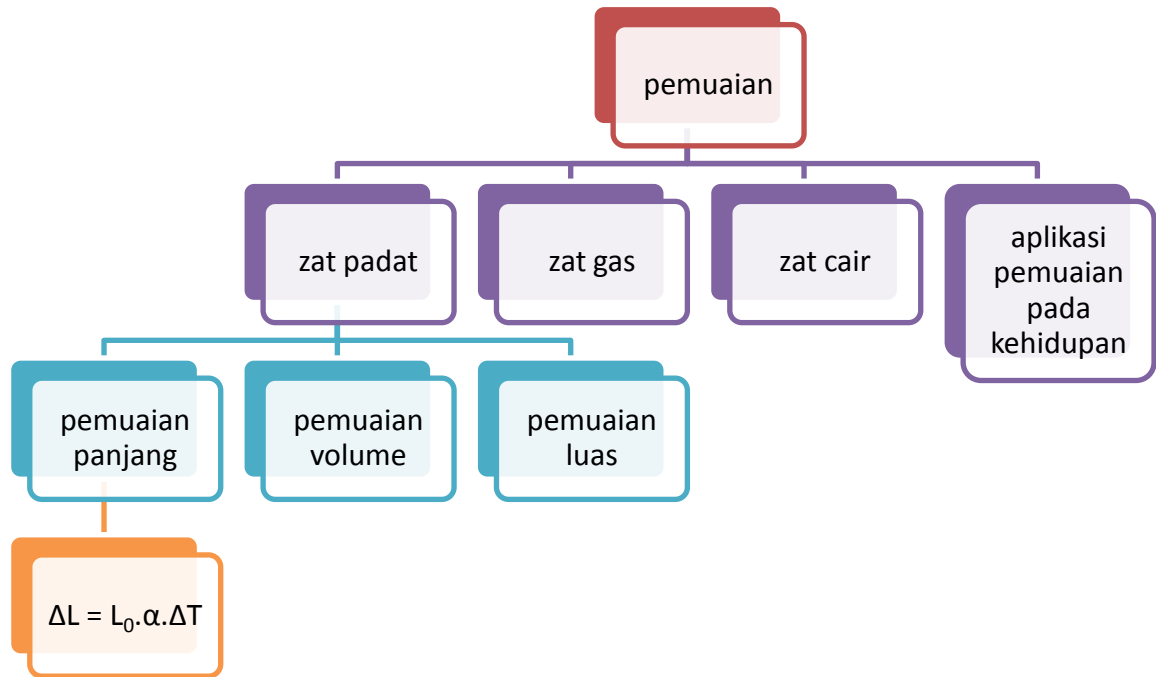 pemuaian
zat padat
zat gas
zat cair
aplikasi
pemuaian
pada
kehidupan
pemuaian
panjang
pemuaian
volume
pemuaian
luas
ΔL = L₀.α.ΔT